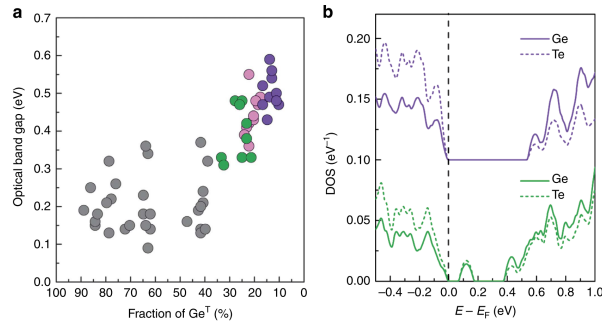 a
0.7
0.6
0.5
0.4
0.3
0.2
0.1
0.0
Optical band gap (eV)
100 90 80 70 60 50 40 30 20 10 0
Fraction of Ge^T (%)
b
0.20
0.15
0.10
0.05
0.00
DOS (eV⁻¹)
Ge
Te
Ge
Te
−0.4 −0.2 0.0 0.2 0.4 0.6 0.8 1.0
E − E_F (eV)